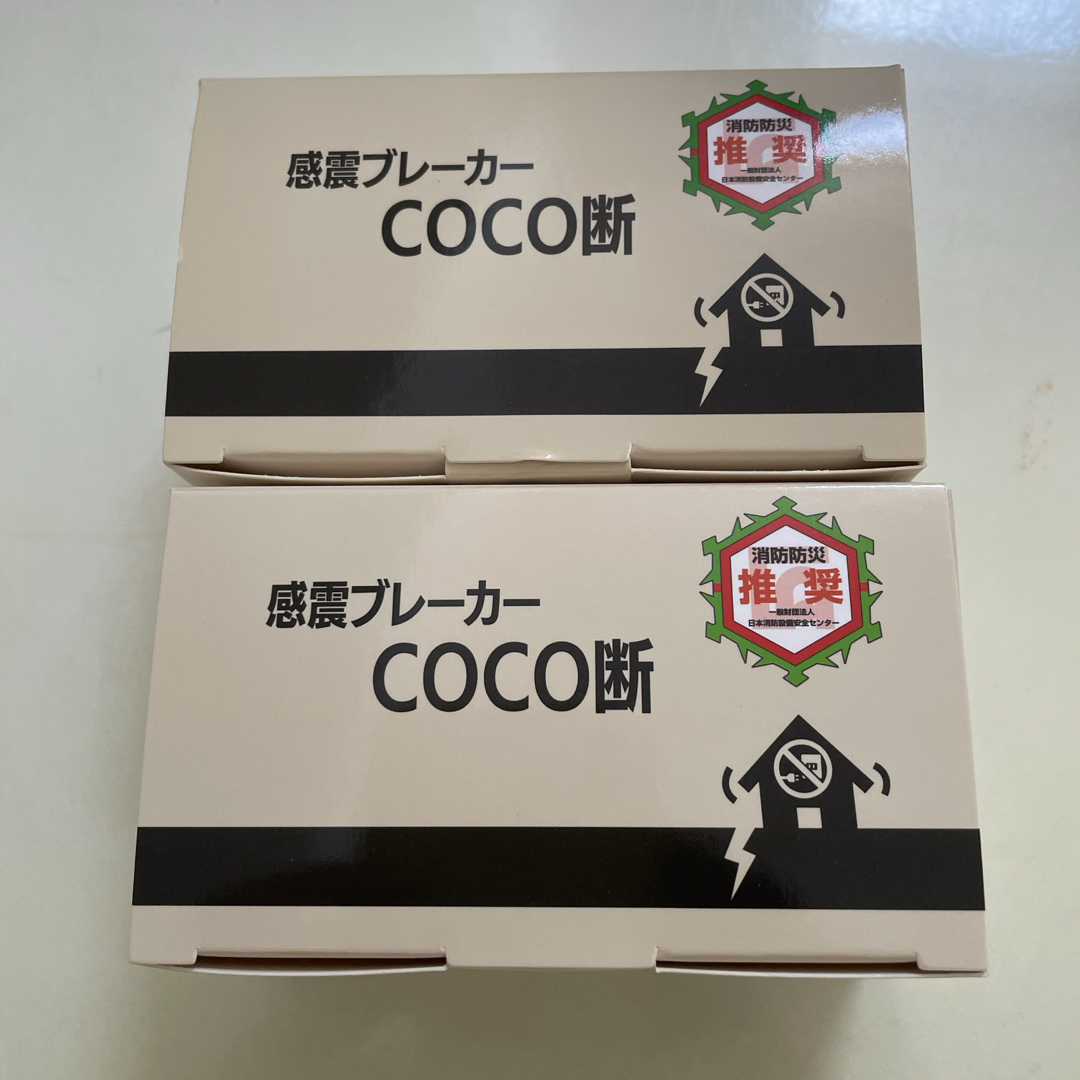 感震ブレーカー
COCO断
消防防災
推奨
一般財団法人
日本消防設備安全センター
感震ブレーカー
COCO断
消防防災
推奨
一般財団法人
日本消防設備安全センター